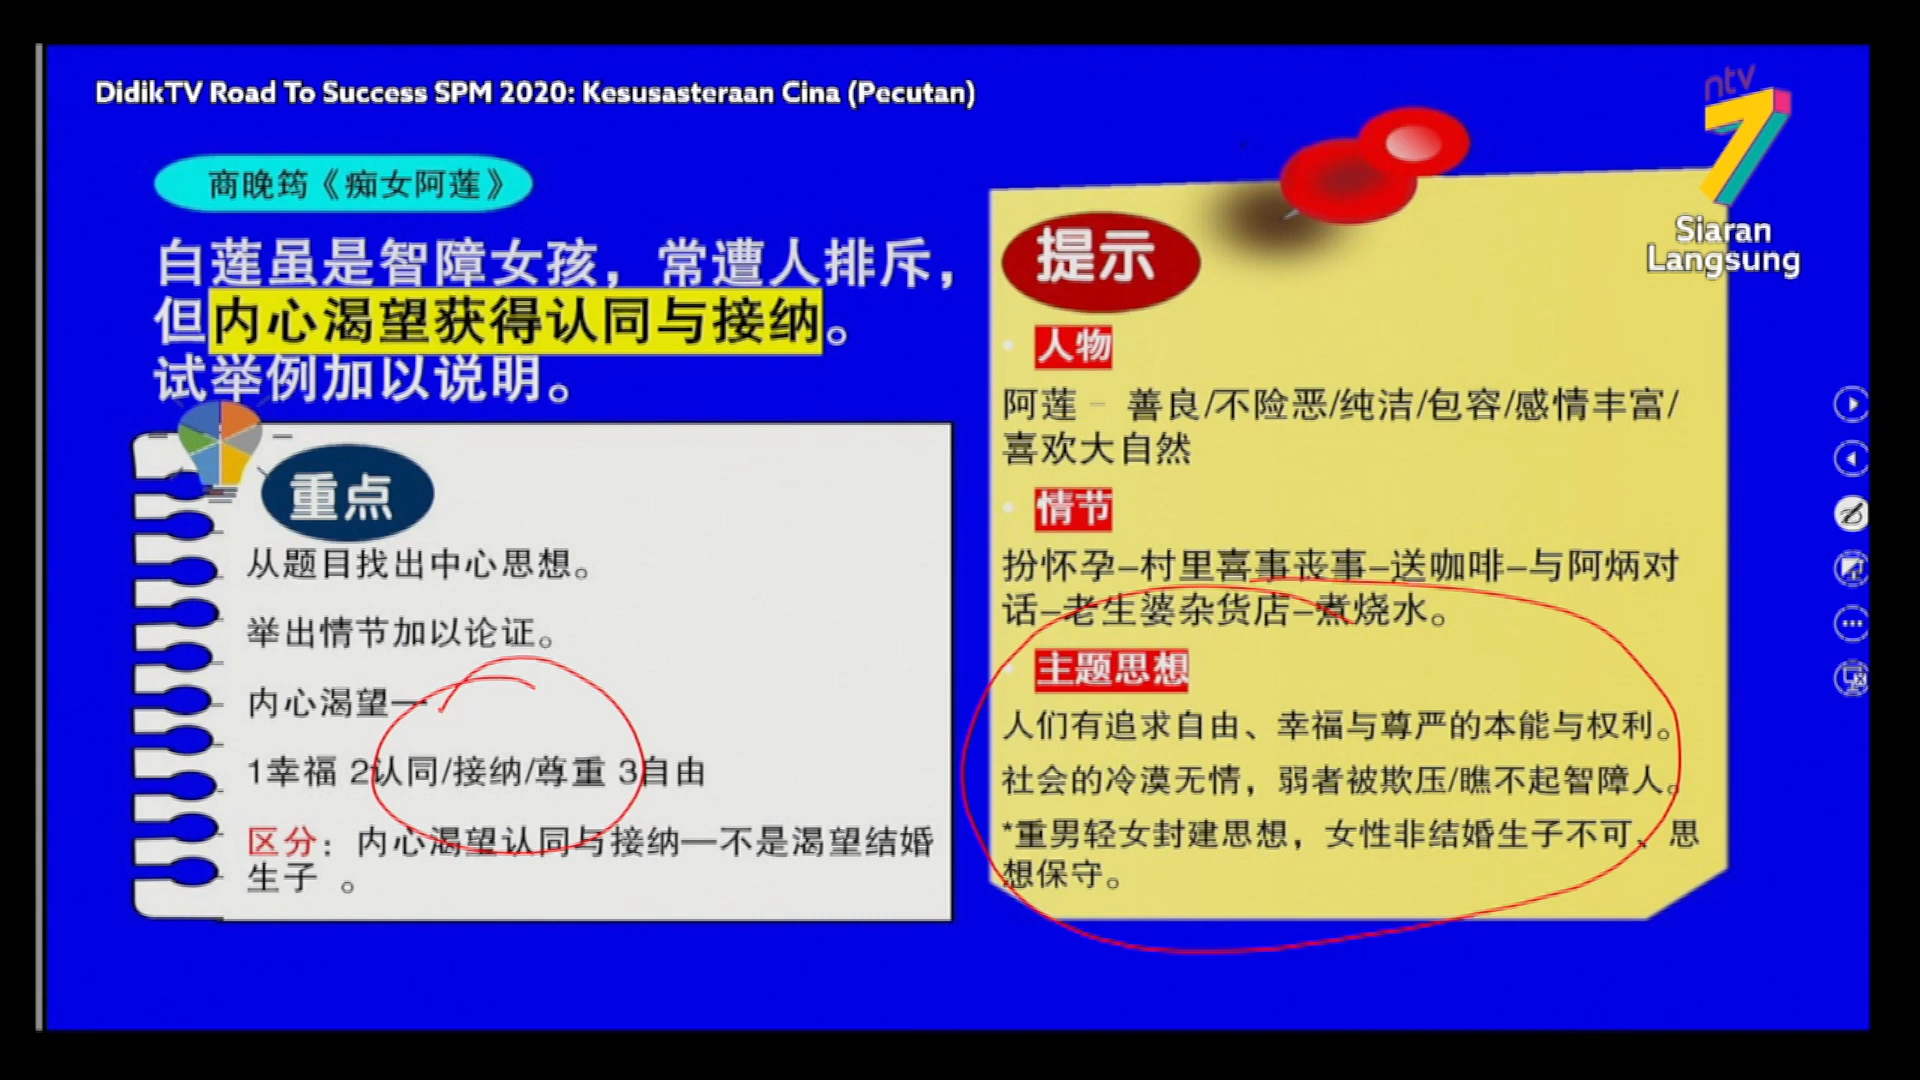 DidikTV Road To Success SPM 2020: Kesusasteraan Cina (Pecutan)
ntv
7
Siaran
Langsung
商晚筠《痴女阿莲》
白莲虽是智障女孩，常遭人排斥，
但内心渴望获得认同与接纳。
试举例加以说明。
重点
从题目找出中心思想。
举出情节加以论证。
内心渴望—
1幸福 2认同/接纳/尊重 3自由
区分：内心渴望认同与接纳—不是渴望结婚
生子 。
提示
• 人物
阿莲– 善良/不险恶/纯洁/包容/感情丰富/
喜欢大自然
• 情节
扮怀孕–村里喜事丧事–送咖啡–与阿炳对
话–老生婆杂货店–煮烧水。
• 主题思想
人们有追求自由、幸福与尊严的本能与权利。
社会的冷漠无情，弱者被欺压/瞧不起智障人。
*重男轻女封建思想，女性非结婚生子不可、思
想保守。